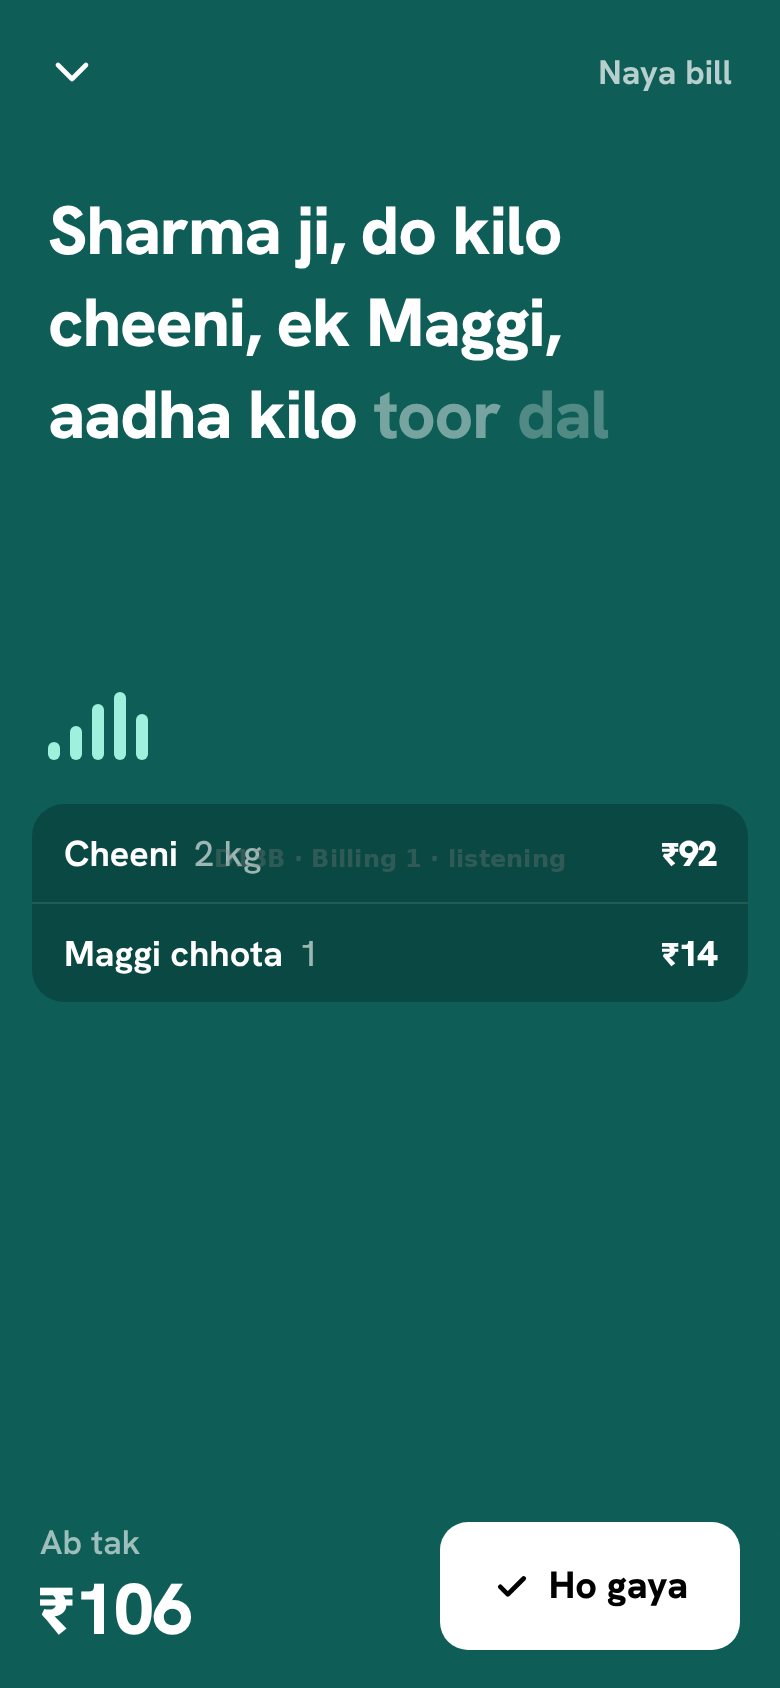 Naya bill
Sharma ji, do kilo
cheeni, ek Maggi,
aadha kilo toor dal
Cheeni 2 kg ₹92
· Billing 1 · listening
Maggi chhota 1 ₹14
Ab tak
₹106
Ho gaya